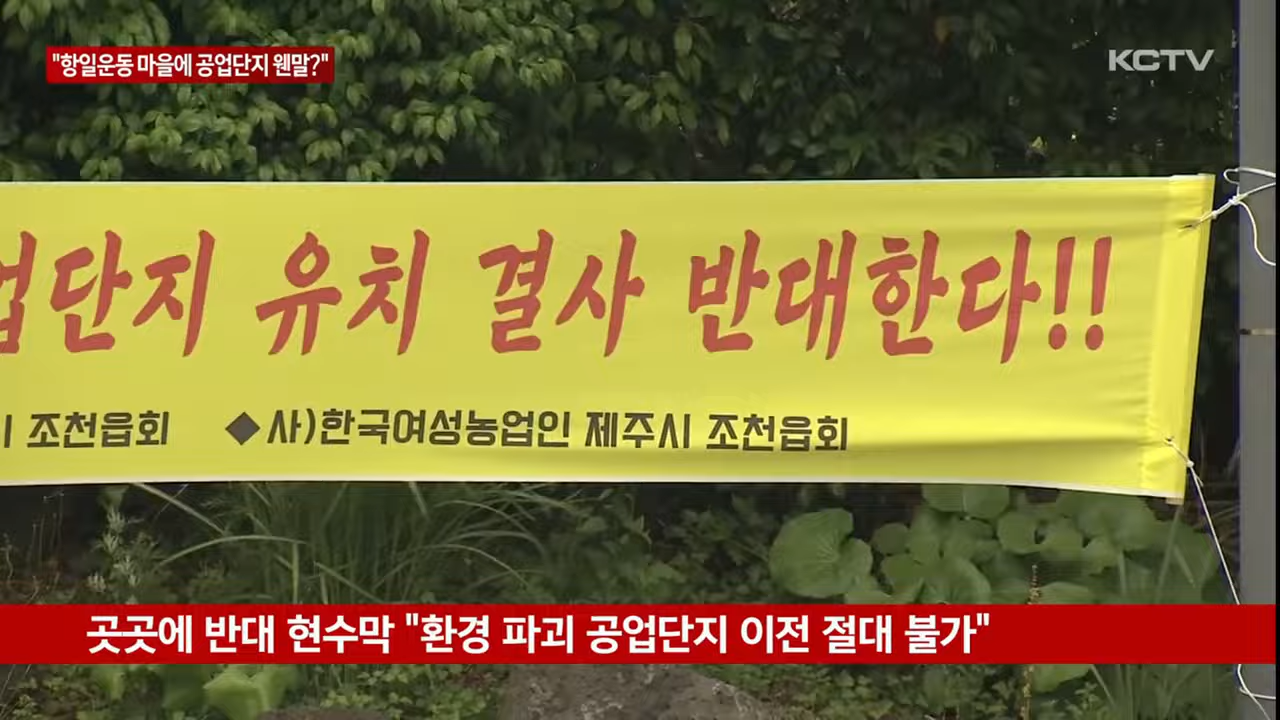 "항일운동 마을에 공업단지 웬말?"
KCTV
업단지 유치 결사 반대한다!!
조천읍회 ◆사)한국여성농업인 제주시 조천읍회
곳곳에 반대 현수막 "환경 파괴 공업단지 이전 절대 불가"